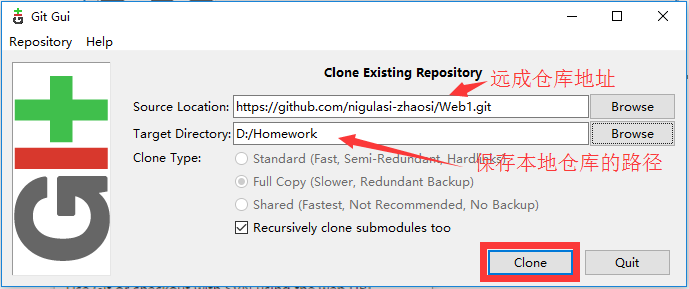 Git Gui
Repository Help
git
Clone Existing Repository
远成仓库地址
Source Location: https://github.com/nigulasi-zhaosi/Web1.git Browse
Target Directory: D:/Homework Browse
Clone Type: Standard (Fast, Semi-Redundant, Hardlinks)
保存本地仓库的路径
Full Copy (Slower, Redundant Backup)
Shared (Fastest, Not Recommended, No Backup)
Recursively clone submodules too
Clone Quit